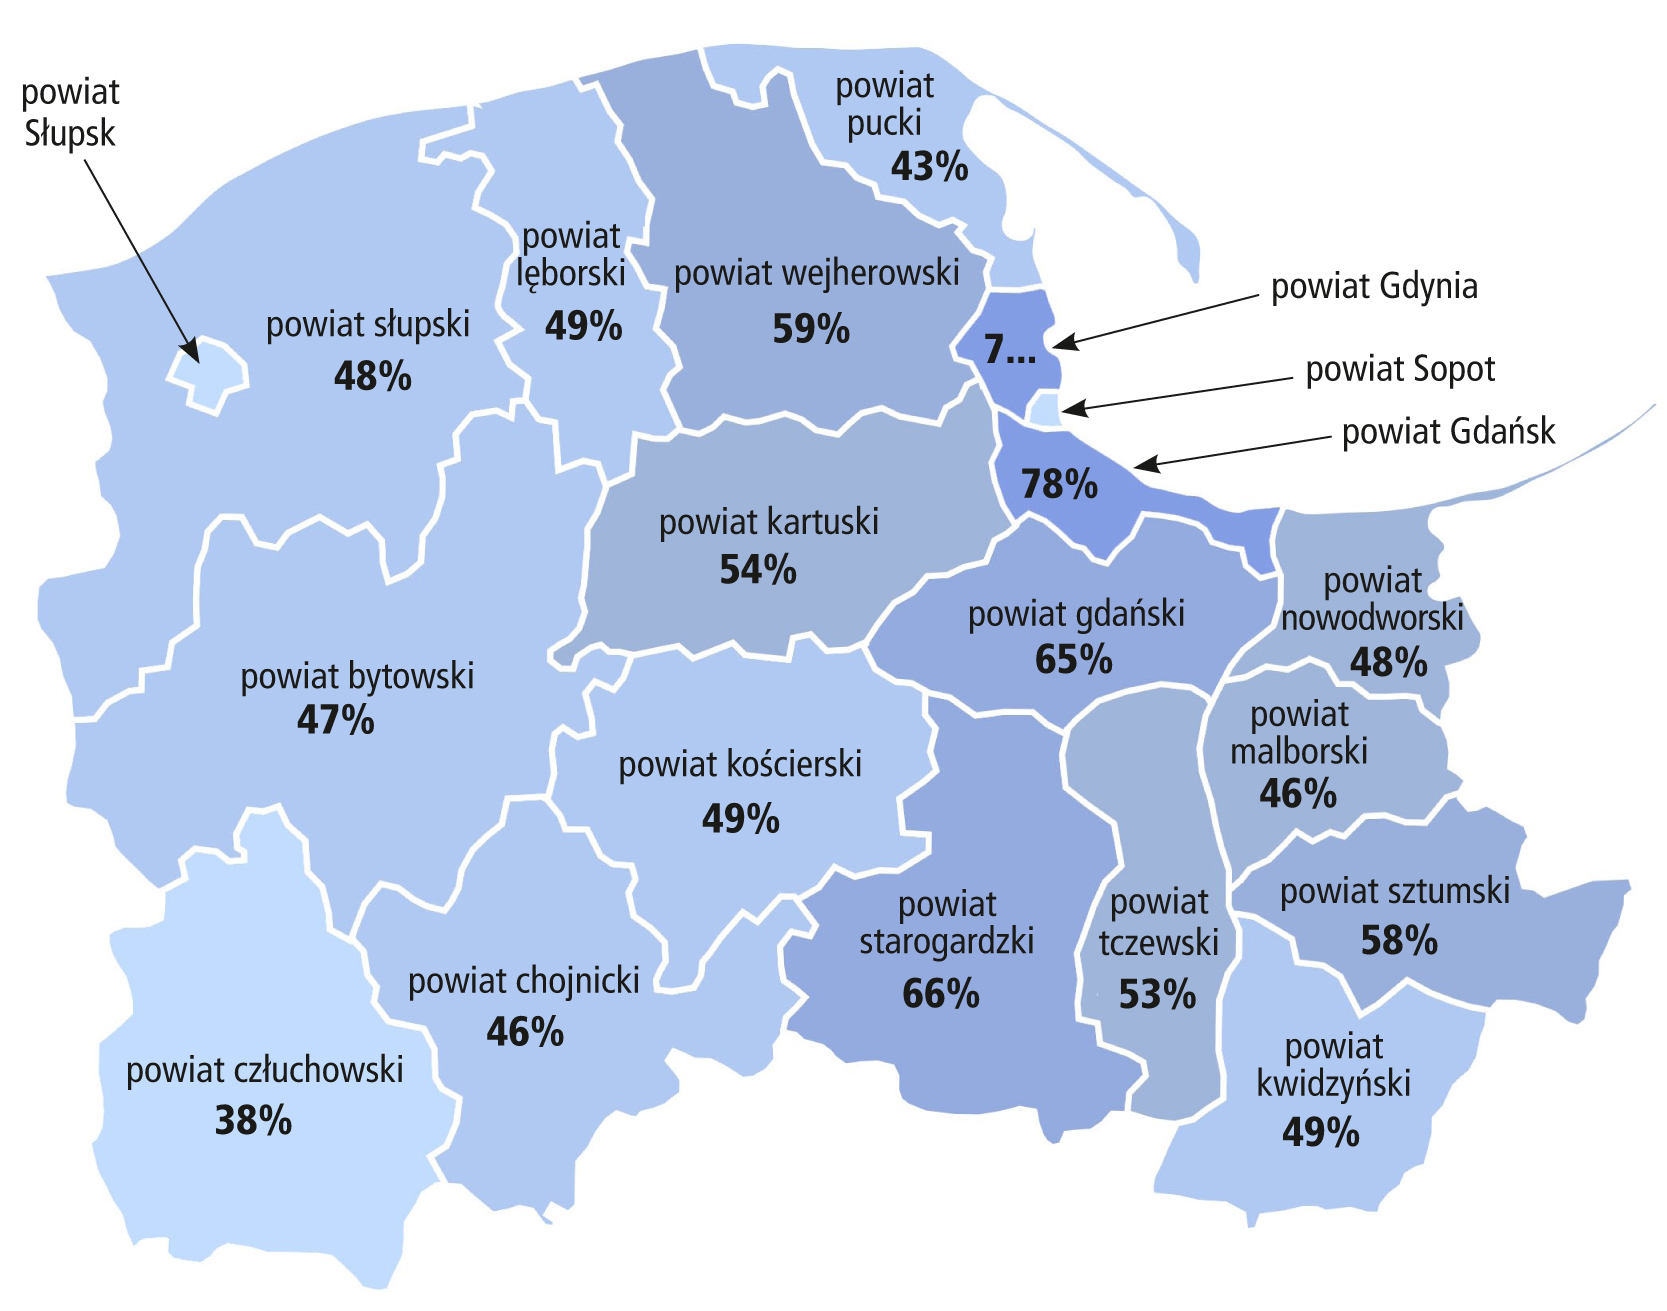 powiat
Słupsk
powiat
pucki
43%
powiat
lęborski
49%
powiat wejherowski
59%
powiat słupski
48%
7...
powiat Gdynia
powiat Sopot
powiat Gdańsk
78%
powiat kartuski
54%
powiat gdański
65%
powiat
nowodworski
48%
powiat bytowski
47%
powiat kościerski
49%
powiat
malborski
46%
powiat
starogardzki
66%
powiat
tczewski
53%
powiat sztumski
58%
powiat chojnicki
46%
powiat człuchowski
38%
powiat
kwidzyński
49%